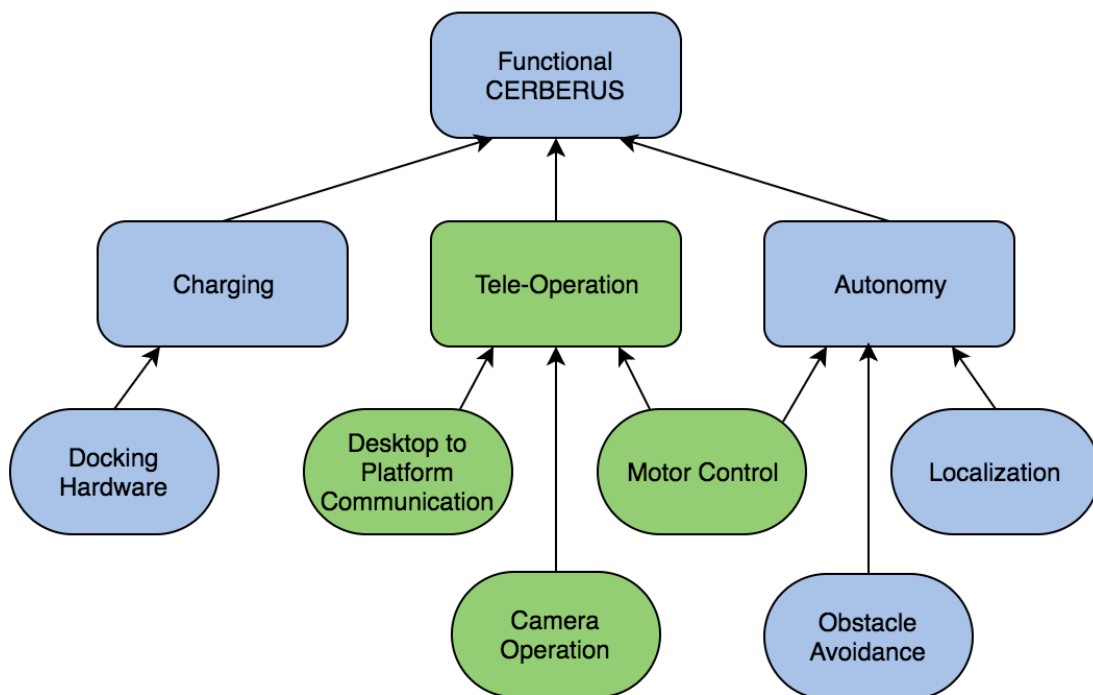 Functional
CERBERUS
Charging
Tele-Operation
Autonomy
Docking
Hardware
Desktop to
Platform
Communication
Motor Control
Localization
Camera
Operation
Obstacle
Avoidance